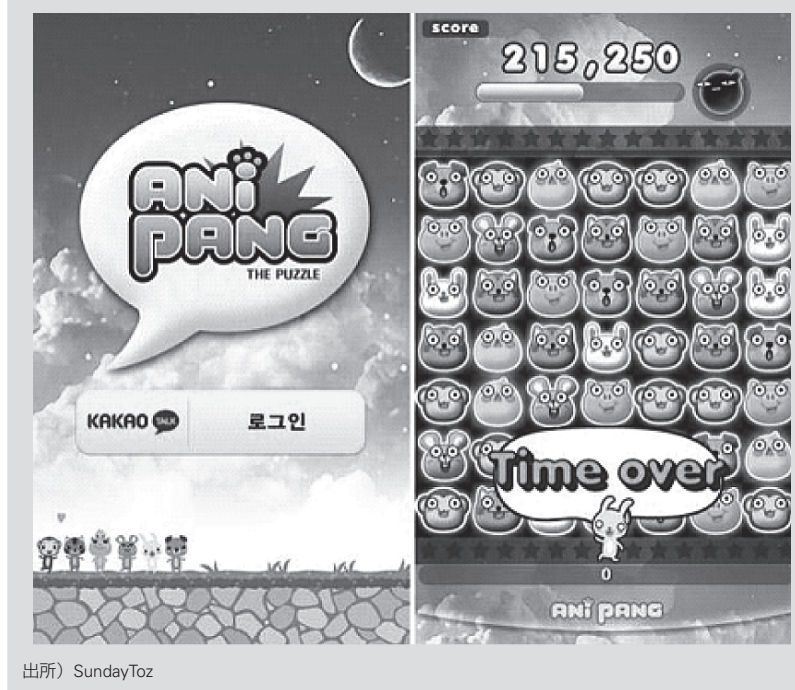 ANi
PANG
THE PUZZLE
KAKAO TALK
로그인
score
215,250
Time over
0
ANi PANG
出所）SundayToz